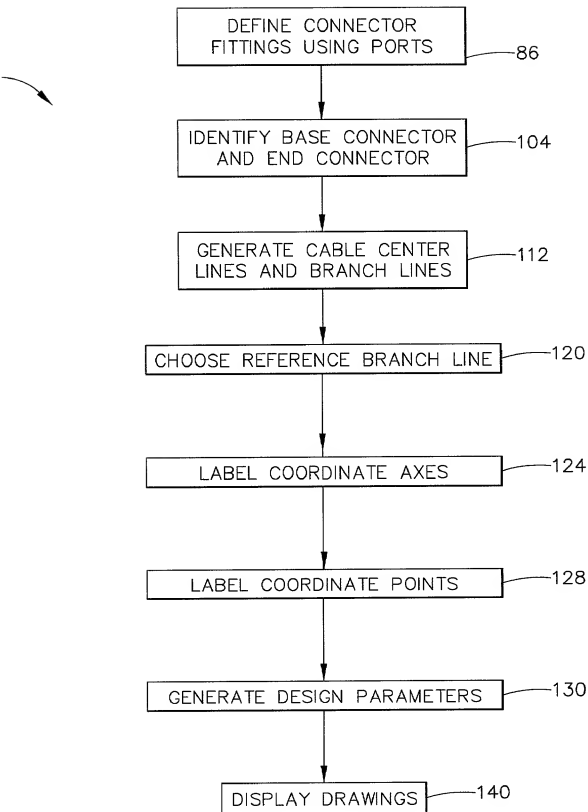 DEFINE CONNECTOR
FITTINGS USING PORTS
86
IDENTIFY BASE CONNECTOR
AND END CONNECTOR
104
GENERATE CABLE CENTER
LINES AND BRANCH LINES
112
CHOOSE REFERENCE BRANCH LINE
120
LABEL COORDINATE AXES
124
LABEL COORDINATE POINTS
128
GENERATE DESIGN PARAMETERS
130
DISPLAY DRAWINGS
140